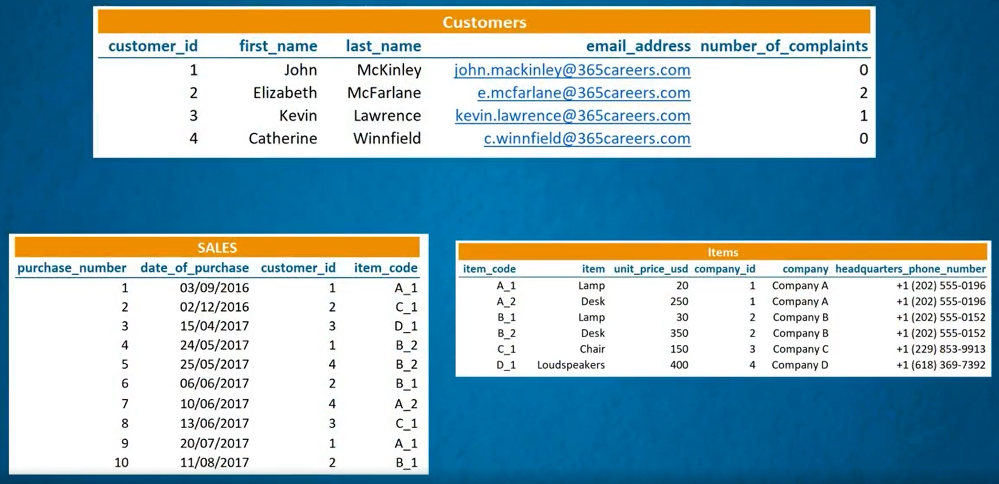 Customers
customer_id first_name last_name email_address number_of_complaints
1 John McKinley john.mackinley@365careers.com 0
2 Elizabeth McFarlane e.mcfarlane@365careers.com 2
3 Kevin Lawrence kevin.lawrence@365careers.com 1
4 Catherine Winnfield c.winnfield@365careers.com 0
SALES
purchase_number date_of_purchase customer_id item_code
1 03/09/2016 1 A_1
2 02/12/2016 2 C_1
3 15/04/2017 3 D_1
4 24/05/2017 1 B_2
5 25/05/2017 4 B_2
6 06/06/2017 2 B_1
7 10/06/2017 4 A_2
8 13/06/2017 3 C_1
9 20/07/2017 1 A_1
10 11/08/2017 2 B_1
Items
item_code item unit_price_usd company_id company headquarters_phone_number
A_1 Lamp 20 1 Company A +1 (202) 555-0196
A_2 Desk 250 1 Company A +1 (202) 555-0196
B_1 Lamp 30 2 Company B +1 (202) 555-0152
B_2 Desk 350 2 Company B +1 (202) 555-0152
C_1 Chair 150 3 Company C +1 (229) 853-9913
D_1 Loudspeakers 400 4 Company D +1 (618) 369-7392